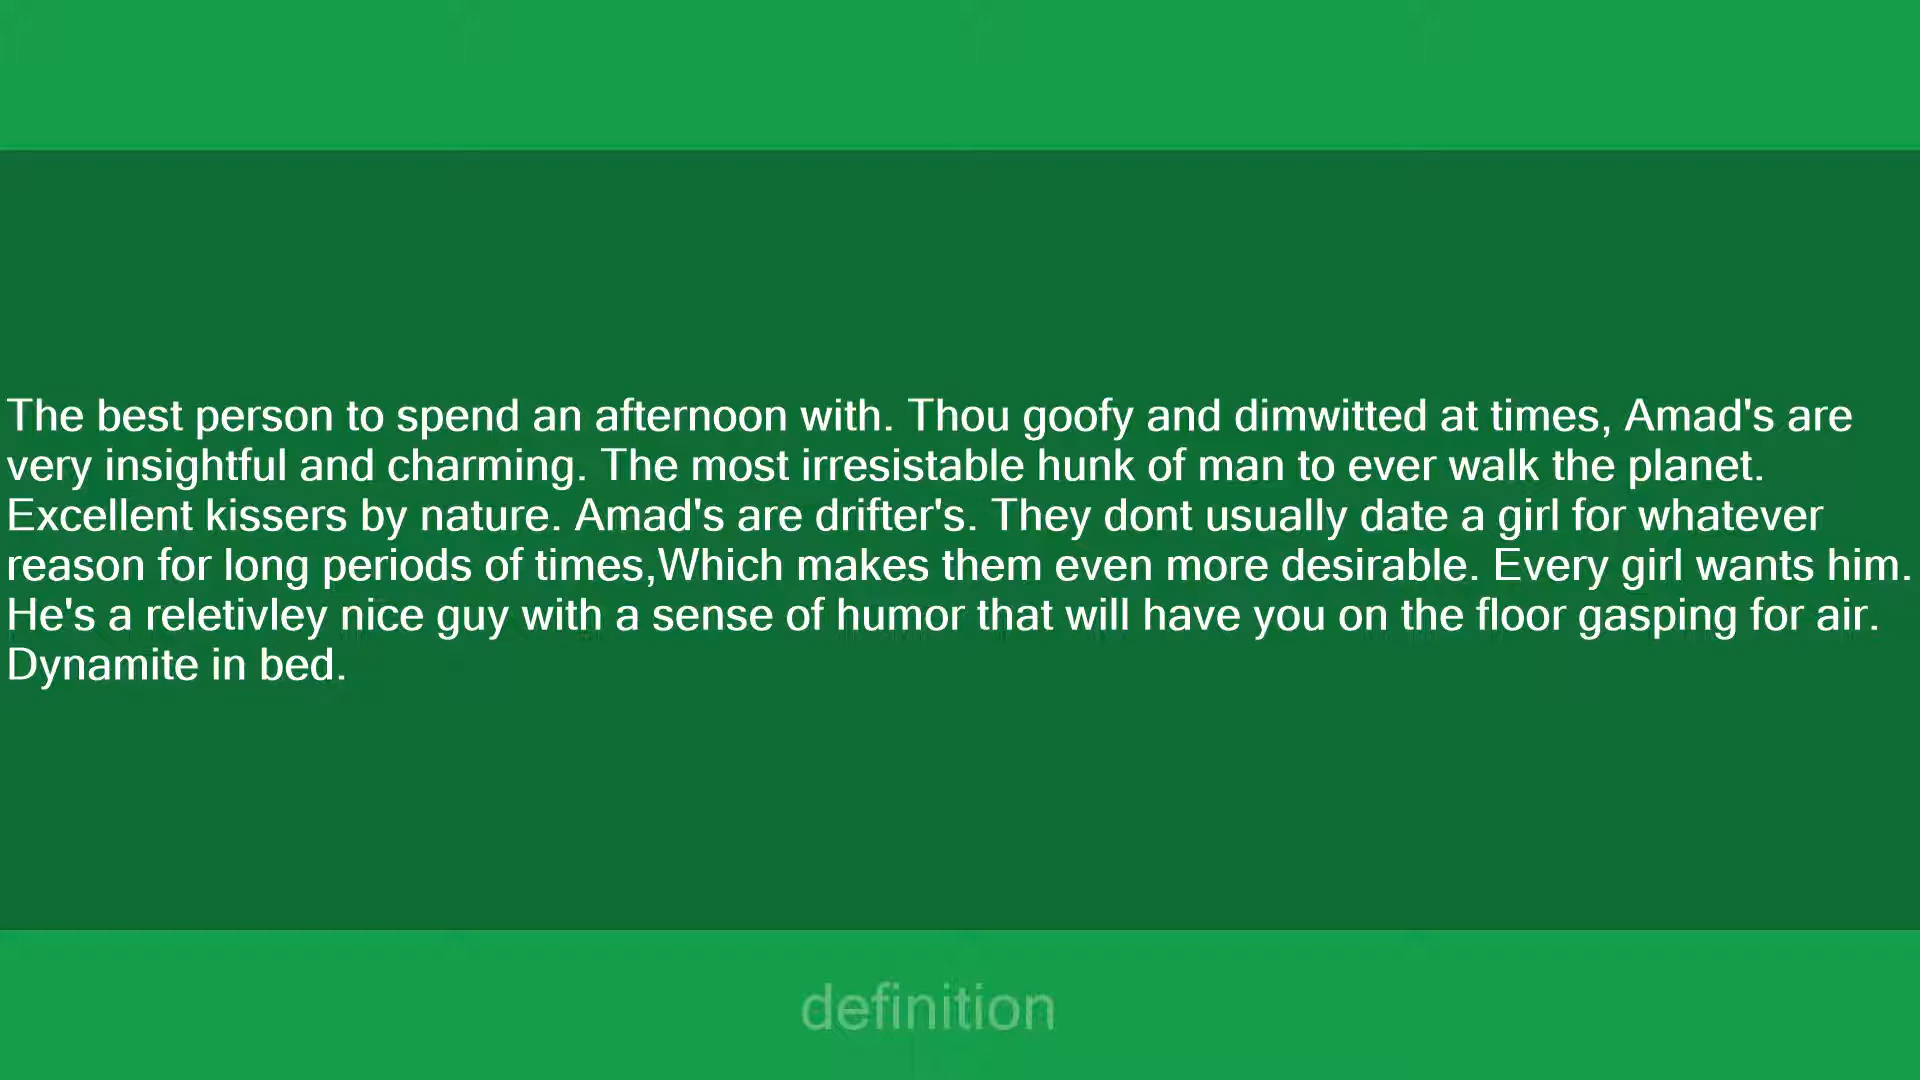 The best person to spend an afternoon with. Thou goofy and dimwitted at times, Amad's are
very insightful and charming. The most irresistable hunk of man to ever walk the planet.
Excellent kissers by nature. Amad's are drifter's. They dont usually date a girl for whatever
reason for long periods of times,Which makes them even more desirable. Every girl wants him.
He's a reletivley nice guy with a sense of humor that will have you on the floor gasping for air.
Dynamite in bed.
definition